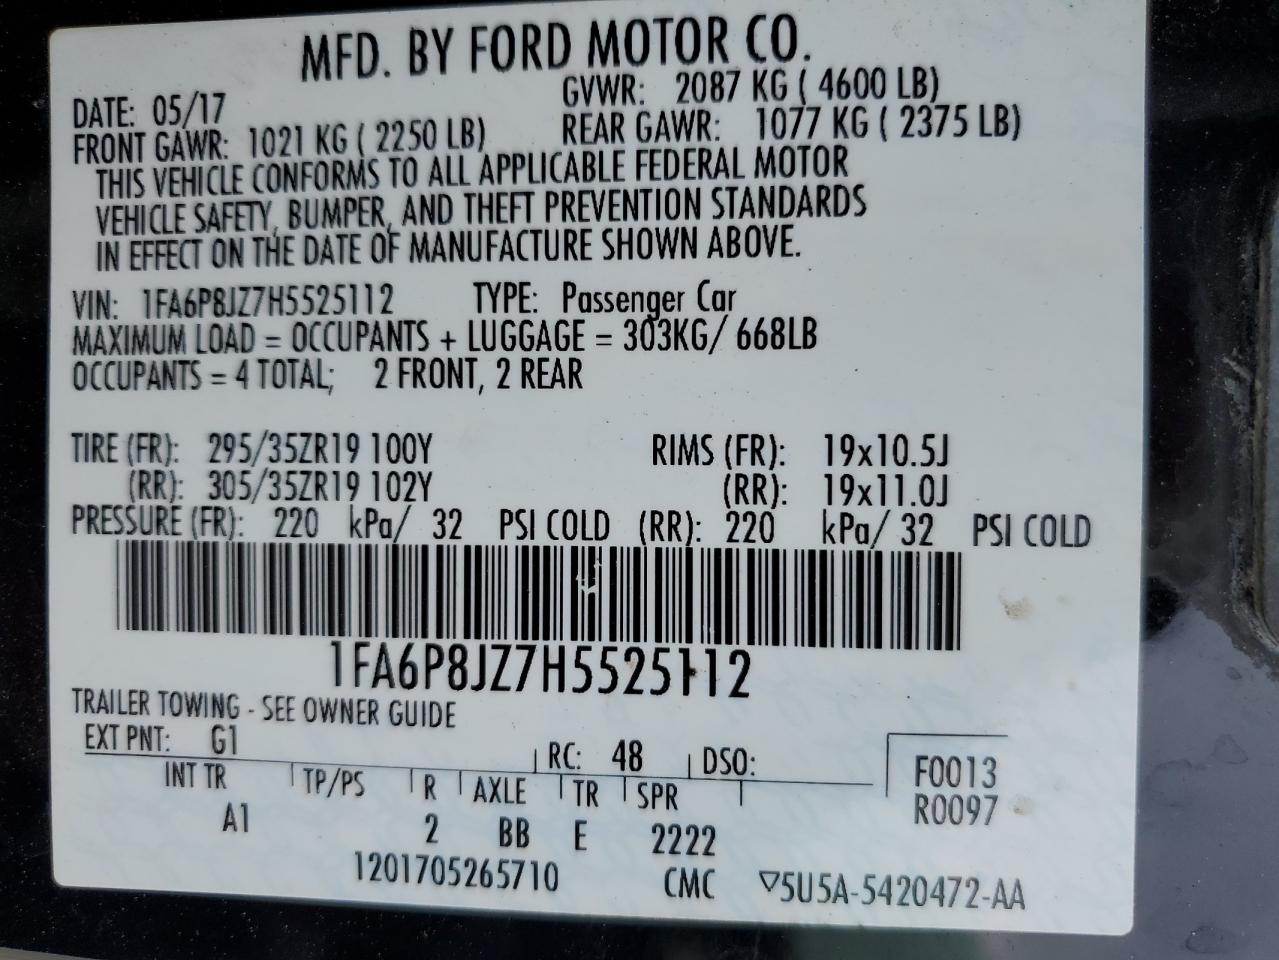 MFD. BY FORD MOTOR CO.
DATE: 05/17 GVWR: 2087 KG ( 4600 LB)
FRONT GAWR: 1021 KG ( 2250 LB) REAR GAWR: 1077 KG ( 2375 LB)
THIS VEHICLE CONFORMS TO ALL APPLICABLE FEDERAL MOTOR
VEHICLE SAFETY, BUMPER, AND THEFT PREVENTION STANDARDS
IN EFFECT ON THE DATE OF MANUFACTURE SHOWN ABOVE.
VIN: 1FA6P8JZ7H5525112 TYPE: Passenger Car
MAXIMUM LOAD = OCCUPANTS + LUGGAGE = 303KG/ 668LB
OCCUPANTS = 4 TOTAL; 2 FRONT, 2 REAR
TIRE (FR): 295/35ZR19 100Y RIMS (FR): 19x10.5J
(RR): 305/35ZR19 102Y (RR): 19x11.0J
PRESSURE (FR): 220 kPa/ 32 PSI COLD (RR): 220 kPa/ 32 PSI COLD
1FA6P8JZ7H5525112
TRAILER TOWING - SEE OWNER GUIDE
EXT PNT: G1 RC: 48 DSO: F0013
INT TR TP/PS R AXLE TR SPR R0097
A1 2 BB E 2222
1201705265710 CMC ▽5U5A-5420472-AA